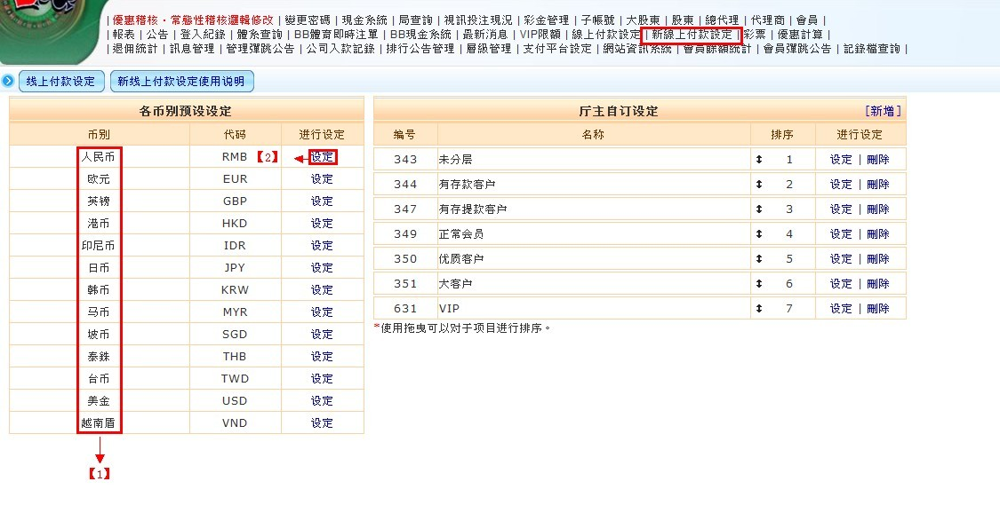 | 優惠稽核・常態性稽核邏輯修改 | 變更密碼 | 現金系統 | 局查詢 | 視訊投注現況 | 彩金管理 | 子帳號 | 大股東 | 股東 | 總代理 | 代理商 | 會員 |
| 報表 | 公告 | 登入紀錄 | 體系查詢 | BB體育即時注單 | BB現金系統 | 最新消息 | VIP限額 | 線上付款設定 | 新線上付款設定 | 彩票 | 優惠計算 |
| 退佣統計 | 訊息管理 | 管理彈跳公告 | 公司入款記錄 | 排行公告管理 | 層級管理 | 支付平台設定 | 網站資訊系統 | 會員餘額統計 | 會員彈跳公告 | 記錄檔查詢 |
线上付款设定 新线上付款设定使用说明
各币别预设设定
币别 代码 进行设定
人民币 RMB 【2】 设定
欧元 EUR 设定
英镑 GBP 设定
港币 HKD 设定
印尼币 IDR 设定
日币 JPY 设定
韩币 KRW 设定
马币 MYR 设定
坡币 SGD 设定
泰銖 THB 设定
台币 TWD 设定
美金 USD 设定
越南盾 VND 设定
【1】
厅主自订设定 [新增]
编号 名称 排序 进行设定
343 未分层 1 设定 | 刪除
344 有存款客户 2 设定 | 刪除
347 有存提款客户 3 设定 | 刪除
349 正常会员 4 设定 | 刪除
350 优质客户 5 设定 | 刪除
351 大客户 6 设定 | 刪除
631 VIP 7 设定 | 刪除
*使用拖曳可以对于项目进行排序。